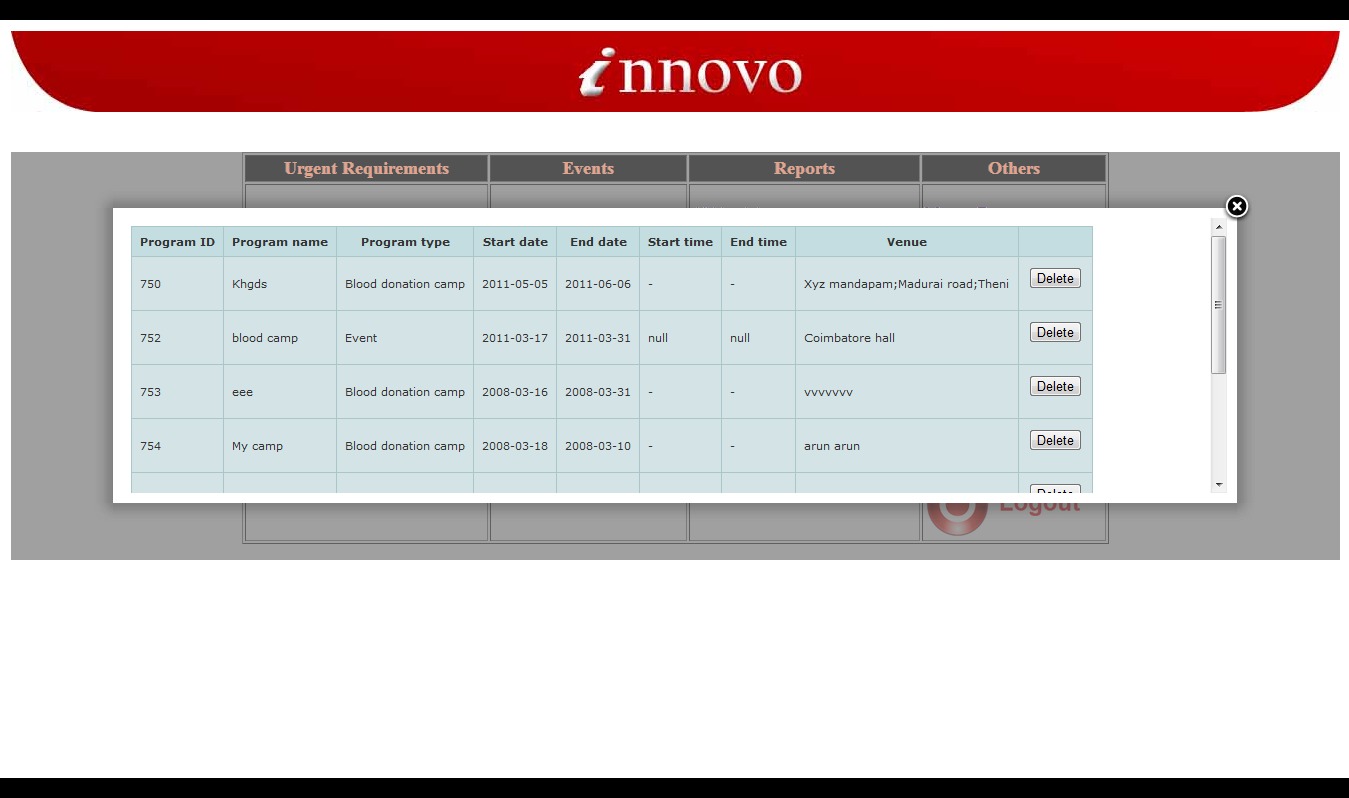 innovo
Urgent Requirements Events Reports Others
Program ID Program name Program type Start date End date Start time End time Venue
750 Khgds Blood donation camp 2011-05-05 2011-06-06 - - Xyz mandapam;Madurai road;Theni Delete
752 blood camp Event 2011-03-17 2011-03-31 null null Coimbatore hall Delete
753 eee Blood donation camp 2008-03-16 2008-03-31 - - vvvvvvv Delete
754 My camp Blood donation camp 2008-03-18 2008-03-10 - - arun arun Delete
Delete
Logout